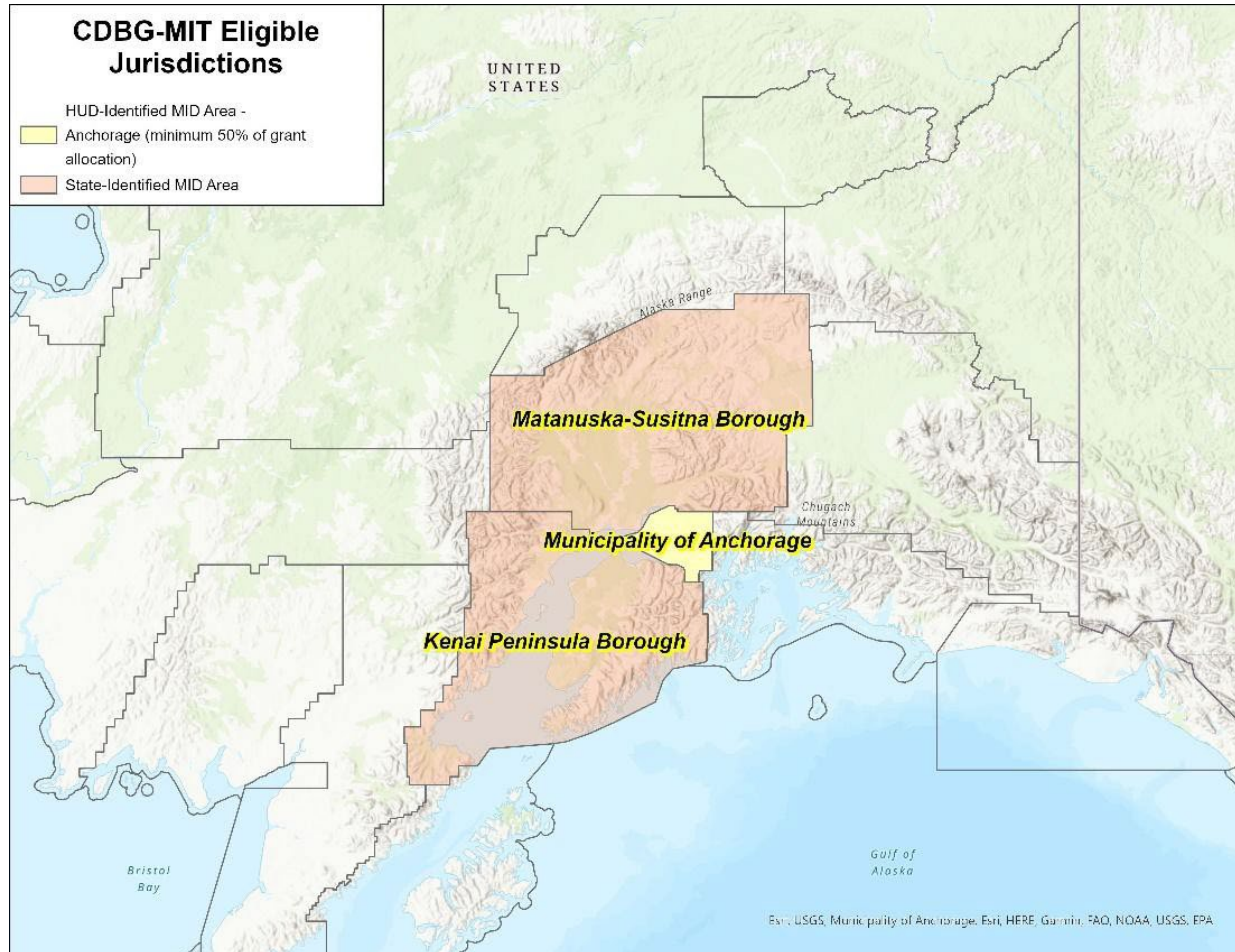 CDBG-MIT Eligible
Jurisdictions
HUD-Identified MID Area -
Anchorage (minimum 50% of grant
allocation)
State-Identified MID Area
UNITED
STATES
Alaska Range
Matanuska-Susitna Borough
Chugach
Mountains
Municipality of Anchorage
Kenai Peninsula Borough
Bristol
Bay
Gulf of
Alaska
Esri, USGS, Municipality of Anchorage, Esri, HERE, Garmin, FAO, NOAA, USGS, EPA